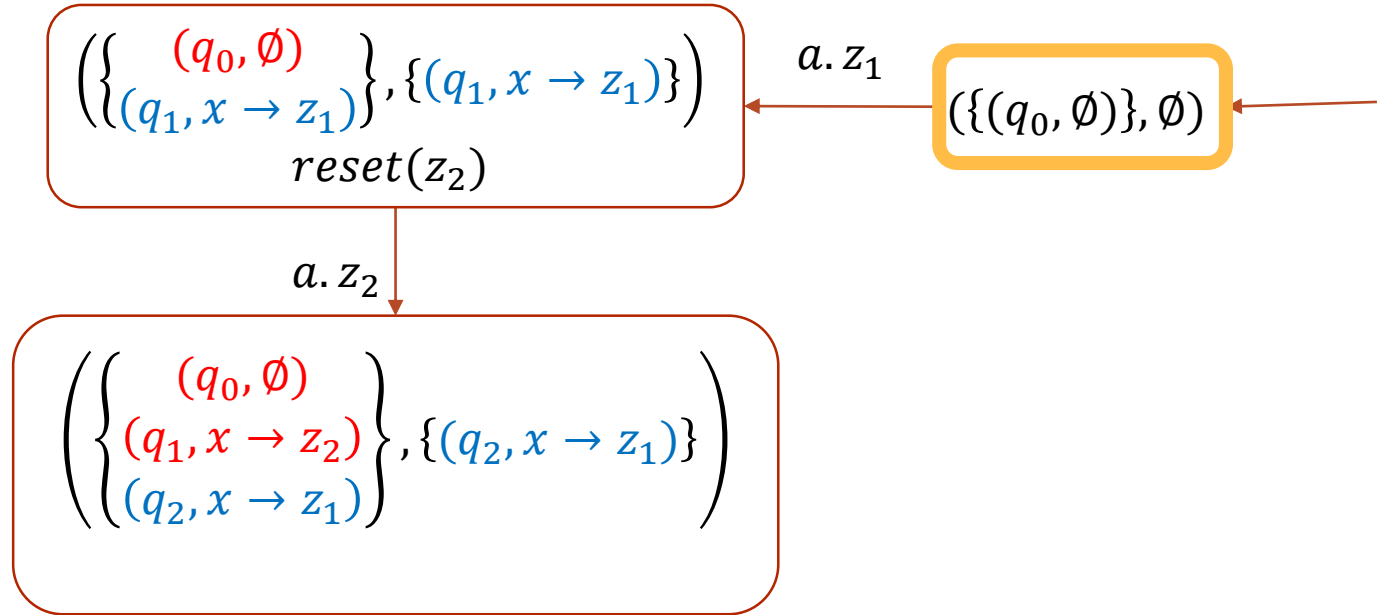 ({(q₀, ∅)
(q₁, x → z₁)}, {(q₁, x → z₁)})
reset(z₂)
a. z₁
({(q₀, ∅)}, ∅)
a. z₂
({(q₀, ∅)
(q₁, x → z₂)
(q₂, x → z₁)}, {(q₂, x → z₁)})